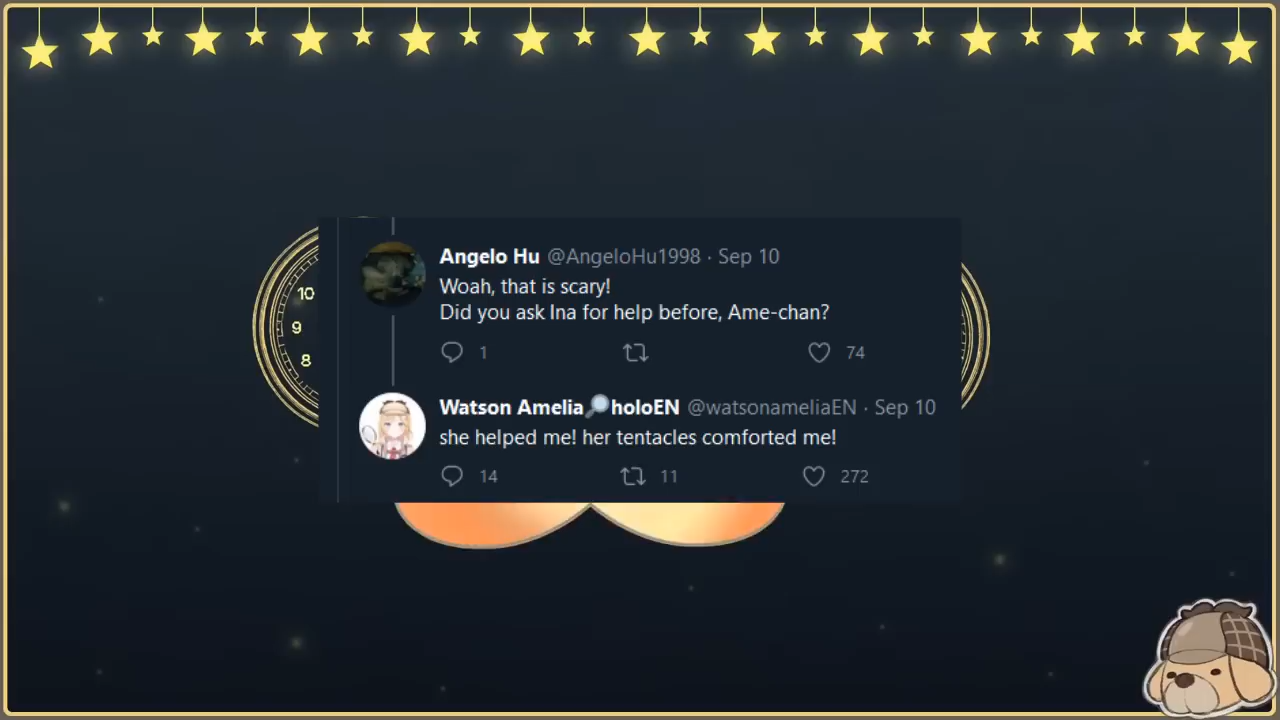 10
9
8
Angelo Hu @AngeloHu1998 · Sep 10
Woah, that is scary!
Did you ask Ina for help before, Ame-chan?
1 74
Watson Amelia🔎holoEN @watsonameliaEN · Sep 10
she helped me! her tentacles comforted me!
14 11 272